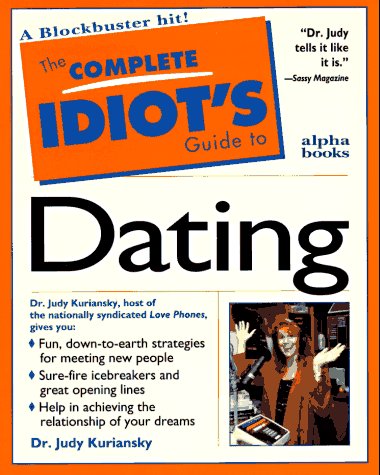 A Blockbuster hit!
The COMPLETE
IDIOT'S
Guide to
"Dr. Judy
tells it like
it is."
—Sassy Magazine
alpha
books
Dating
Dr. Judy Kuriansky, host of
the nationally syndicated Love Phones,
gives you:
♦ Fun, down-to-earth strategies
for meeting new people
♦ Sure-fire icebreakers and
great opening lines
♦ Help in achieving the
relationship of your dreams
Dr. Judy Kuriansky